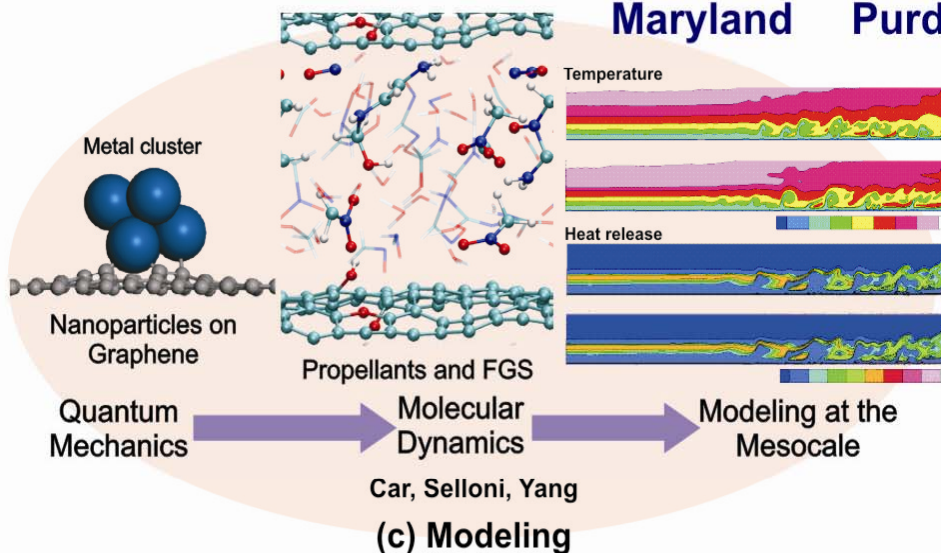 Maryland Purd
Temperature
Metal cluster
Heat release
Nanoparticles on
Graphene
Propellants and FGS
Quantum
Mechanics
Molecular
Dynamics
Modeling at the
Mesocale
Car, Selloni, Yang
(c) Modeling